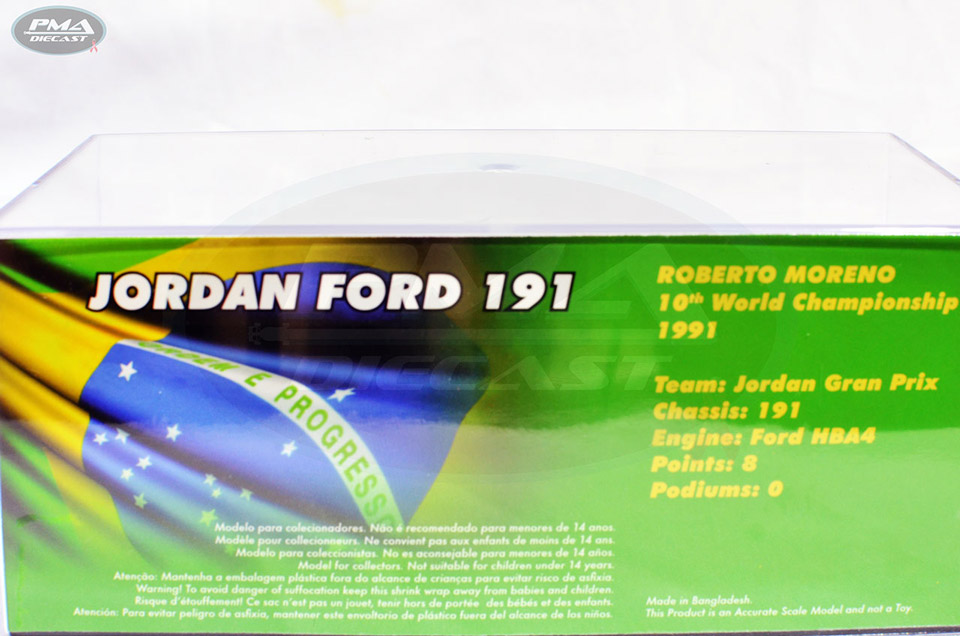 PMA
DIECAST
PMA
DIECAST
JORDAN FORD 191
ORDEM E PROGRESSO
ROBERTO MORENO
10th World Championship
1991
Team: Jordan Gran Prix
Chassis: 191
Engine: Ford HBA4
Points: 8
Podiums: 0
Modelo para colecionadores. Não é recomendado para menores de 14 anos.
Modèle pour collectionneurs. Ne convient pas aux enfants de moins de 14 ans.
Modelo para coleccionistas. No es aconsejable para menores de 14 años.
Model for collectors. Not suitable for children under 14 years.
Atenção: Mantenha a embalagem plástica fora do alcance de crianças para evitar risco de asfixia.
Warning! To avoid danger of suffocation keep this shrink wrap away from babies and children.
Risque d'étouffement! Ce sac n'est pas un jouet, tenir hors de portée des bébés et des enfants.
Atención: Para evitar peligro de asfixia, mantener este envoltorio de plástico fuera del alcance de los niños.
Made in Bangladesh.
This Product is an Accurate Scale Model and not a Toy.